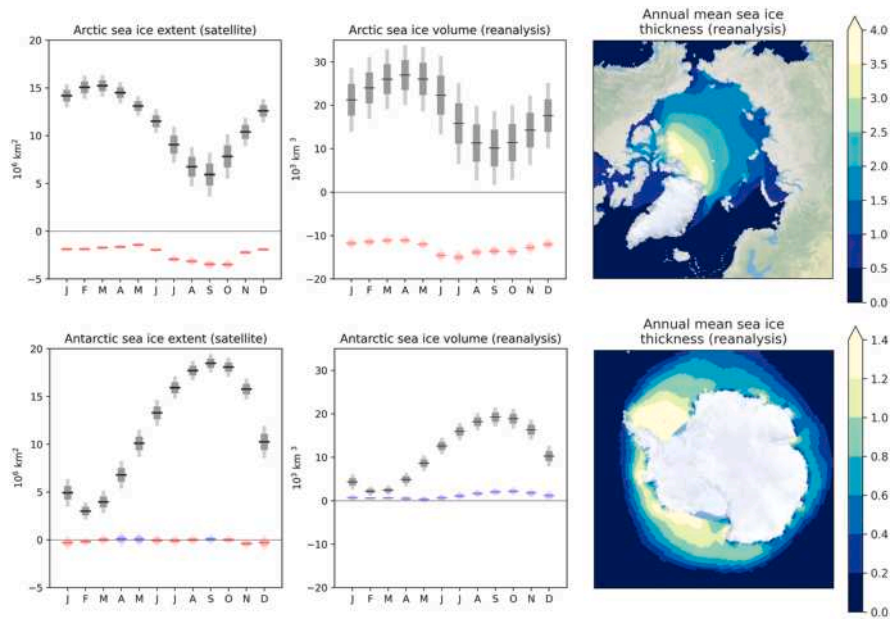 Arctic sea ice extent (satellite)
20
15
10
5
0
−5
10⁶ km²
J F M A M J J A S O N D
Arctic sea ice volume (reanalysis)
40
30
20
10
0
−10
−20
10³ km³
J F M A M J J A S O N D
Annual mean sea ice
thickness (reanalysis)
4.0
3.5
3.0
2.5
2.0
1.5
1.0
0.5
0.0
Antarctic sea ice extent (satellite)
20
15
10
5
0
−5
10⁶ km²
J F M A M J J A S O N D
Antarctic sea ice volume (reanalysis)
40
30
20
10
0
−10
−20
10³ km³
J F M A M J J A S O N D
Annual mean sea ice
thickness (reanalysis)
1.4
1.2
1.0
0.8
0.6
0.4
0.2
0.0